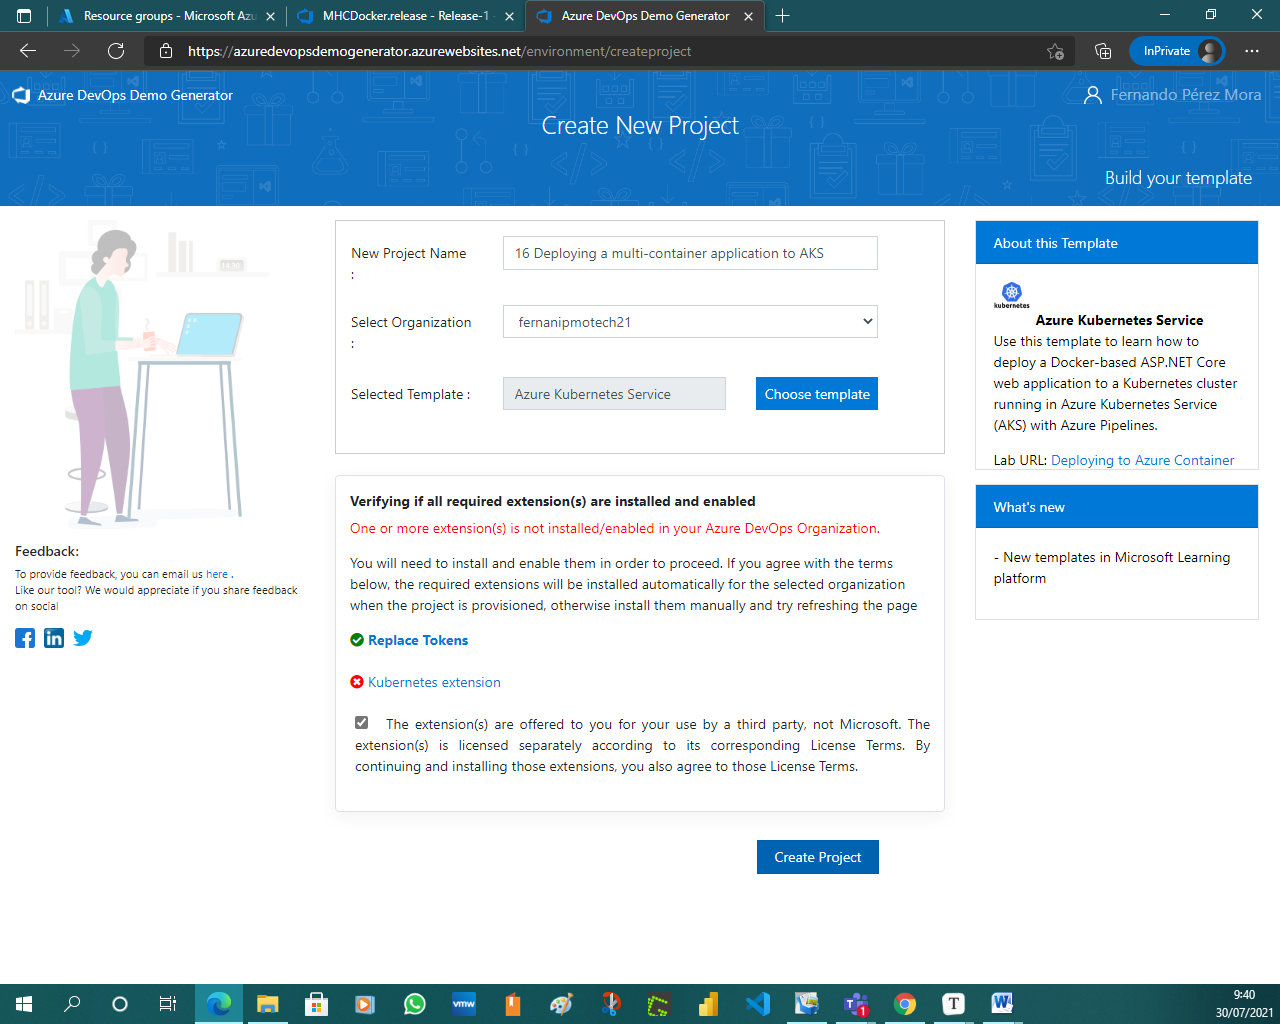 Resource groups - Microsoft Azu
MHCDocker.release - Release-1 -
Azure DevOps Demo Generator
https://azuredevopsdemogenerator.azurewebsites.net/environment/createproject
InPrivate
Azure DevOps Demo Generator
Fernando Pérez Mora
Create New Project
Build your template
New Project Name
:
16 Deploying a multi-container application to AKS
Select Organization
:
fernanipmotech21
Selected Template :
Azure Kubernetes Service
Choose template
About this Template
kubernetes
Azure Kubernetes Service
Use this template to learn how to
deploy a Docker-based ASP.NET Core
web application to a Kubernetes cluster
running in Azure Kubernetes Service
(AKS) with Azure Pipelines.
Lab URL: Deploying to Azure Container
What's new
- New templates in Microsoft Learning
platform
Verifying if all required extension(s) are installed and enabled
One or more extension(s) is not installed/enabled in your Azure DevOps Organization.
You will need to install and enable them in order to proceed. If you agree with the terms
below, the required extensions will be installed automatically for the selected organization
when the project is provisioned, otherwise install them manually and try refreshing the page
Replace Tokens
Kubernetes extension
The extension(s) are offered to you for your use by a third party, not Microsoft. The
extension(s) is licensed separately according to its corresponding License Terms. By
continuing and installing those extensions, you also agree to those License Terms.
Create Project
Feedback:
To provide feedback, you can email us here .
Like our tool? We would appreciate if you share feedback
on social
vmw
1
T
W
9:40
30/07/2021